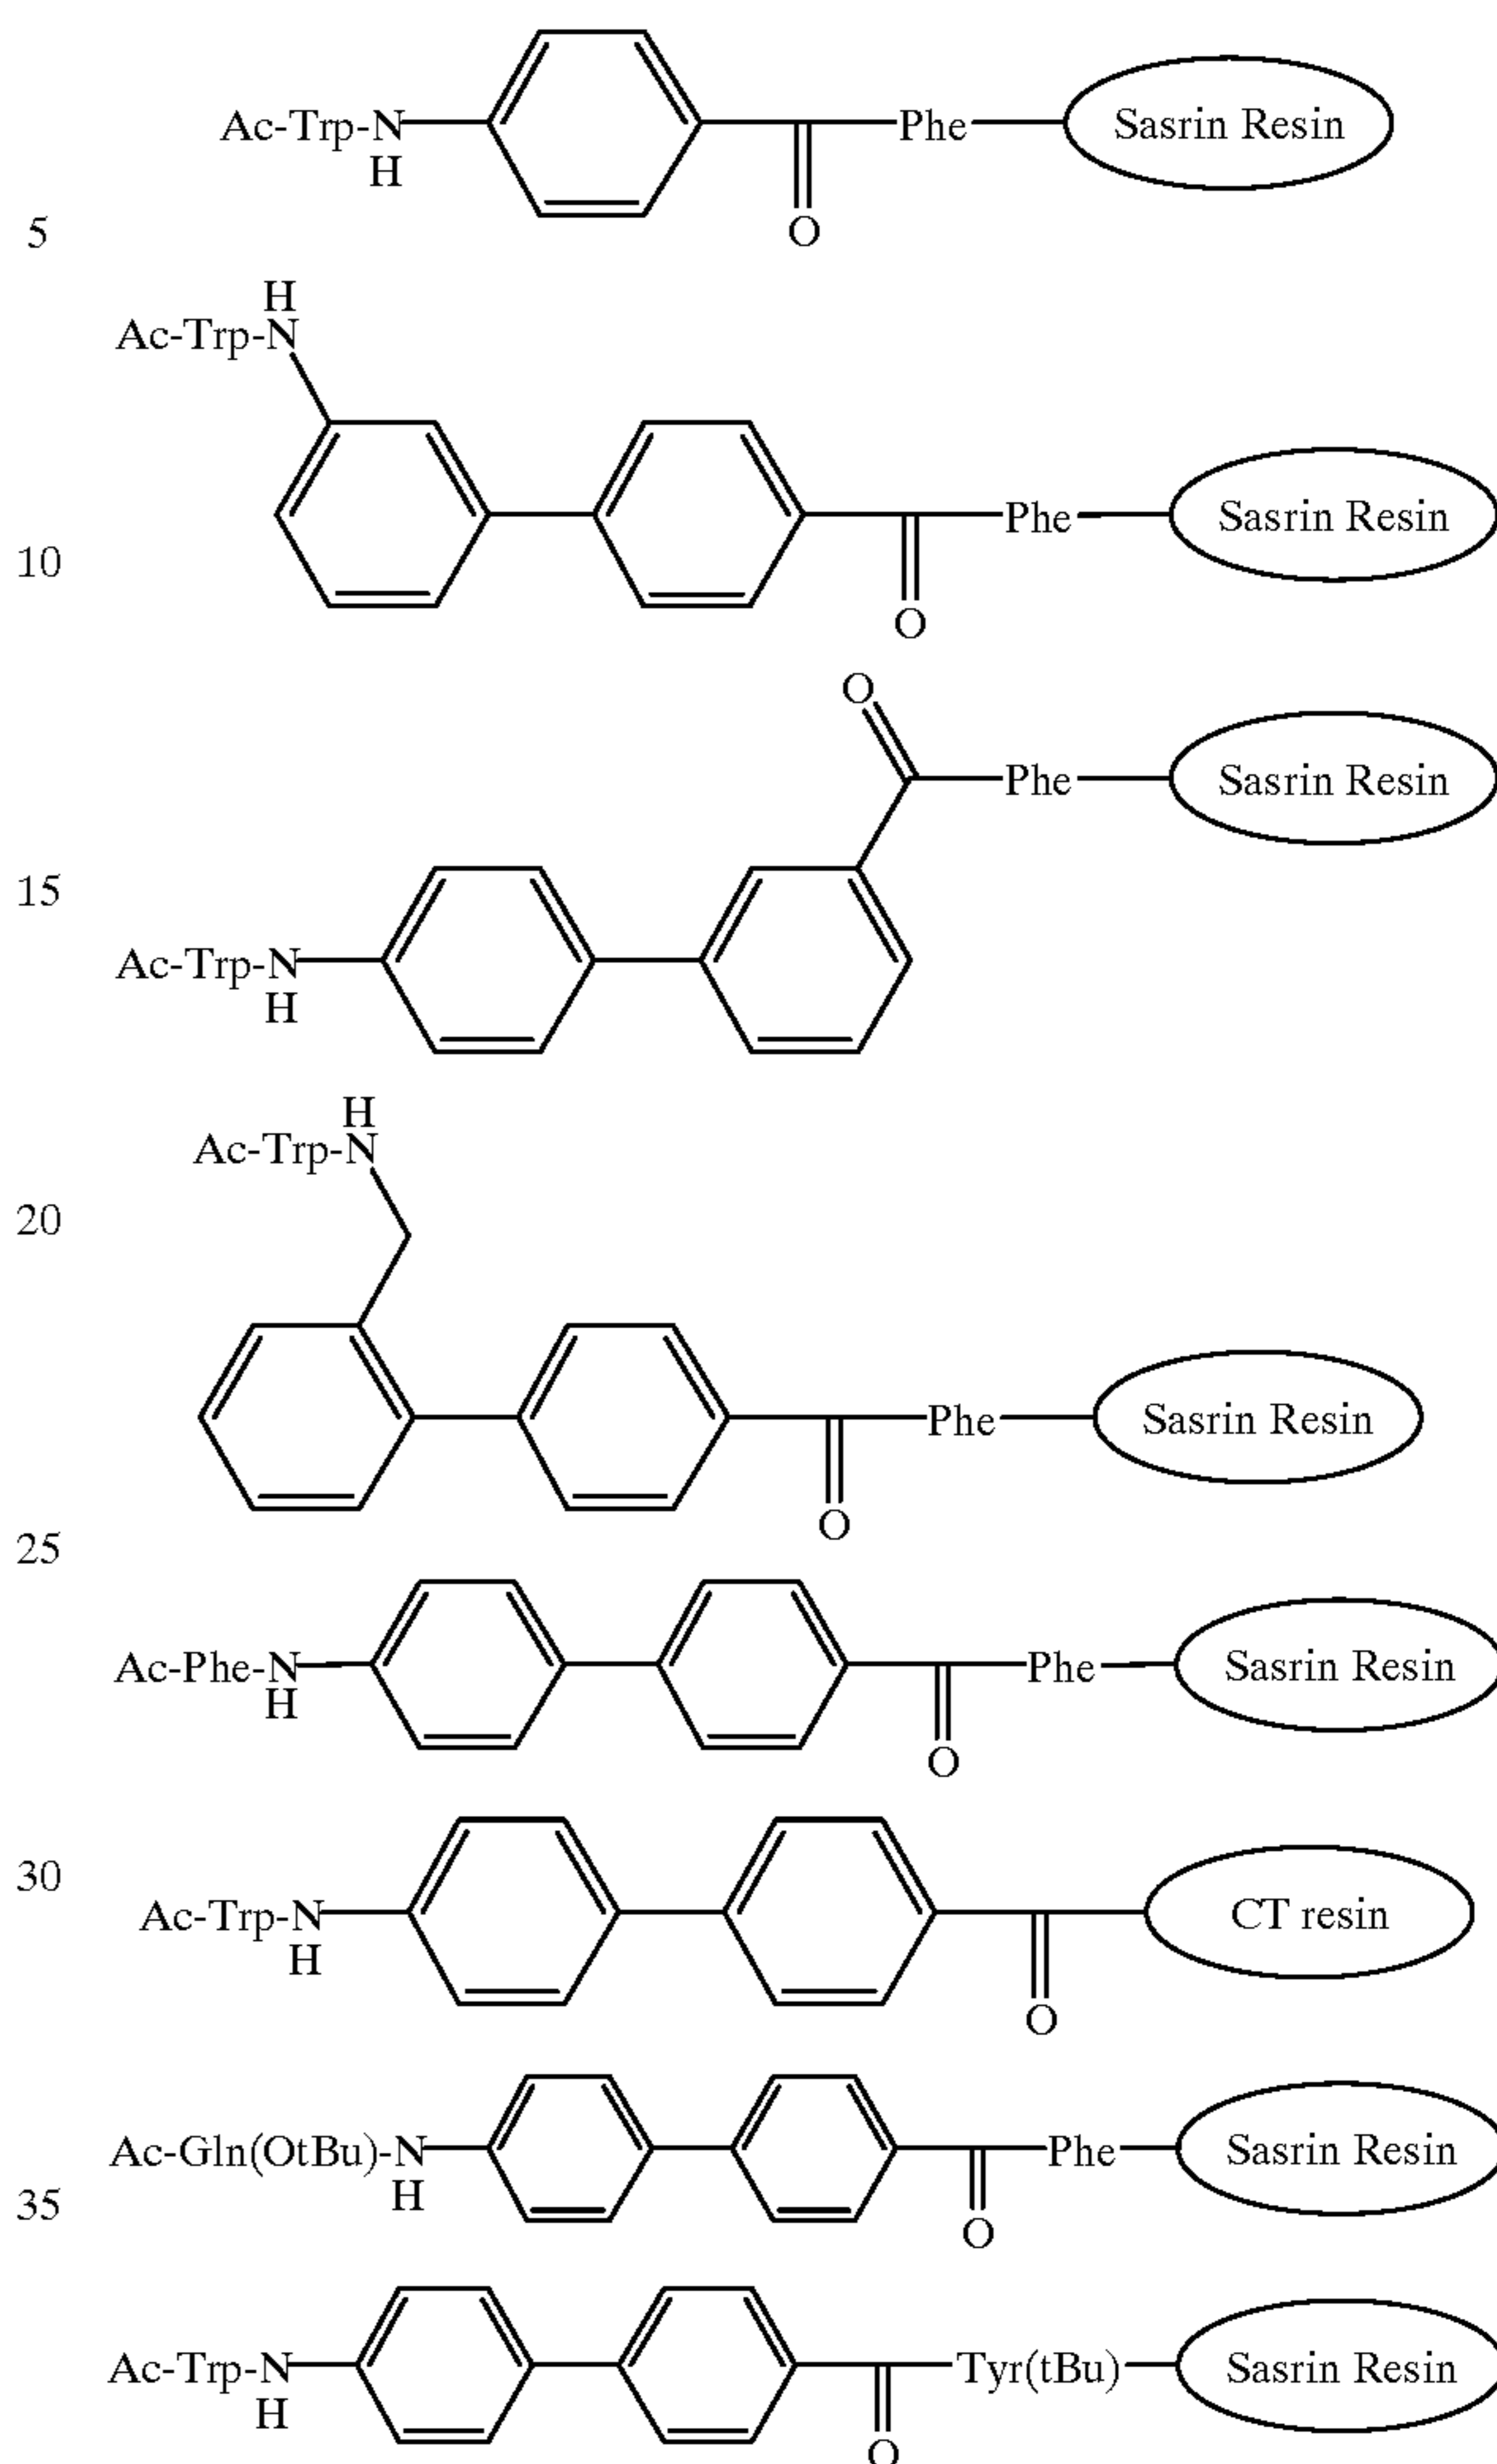 Ac-Trp-N
H
Phe
Sasrin Resin
O
5
H
Ac-Trp-N
Phe
Sasrin Resin
10
O
O
Phe
Sasrin Resin
15
Ac-Trp-N
H
H
Ac-Trp-N
20
Phe
Sasrin Resin
O
25
Ac-Phe-N
H
Phe
Sasrin Resin
O
30
Ac-Trp-N
H
CT resin
O
Ac-Gln(OtBu)-N
H
Phe
Sasrin Resin
35
O
Ac-Trp-N
H
Tyr(tBu)
Sasrin Resin
O